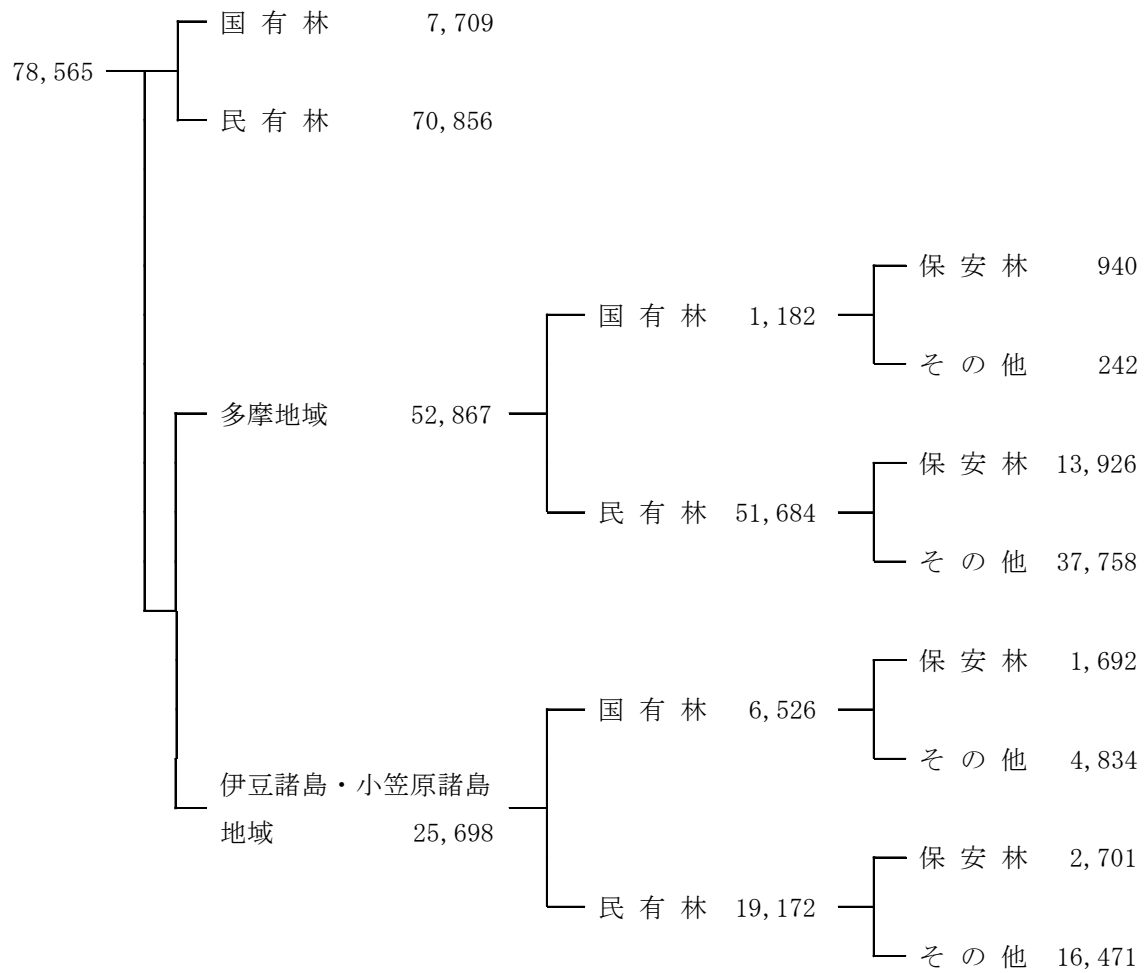 国有林 7,709
78,565
民有林 70,856
保安林 940
国有林 1,182
その他 242
多摩地域 52,867
保安林 13,926
民有林 51,684
その他 37,758
保安林 1,692
国有林 6,526
その他 4,834
伊豆諸島・小笠原諸島
地域 25,698
保安林 2,701
民有林 19,172
その他 16,471